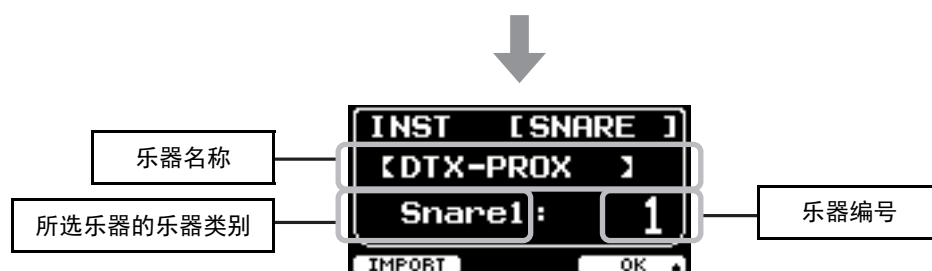 INST [SNARE ]
乐器名称
【DTX-PROX 】
所选乐器的乐器类别
Snare1: 1
乐器编号
IMPORT OK